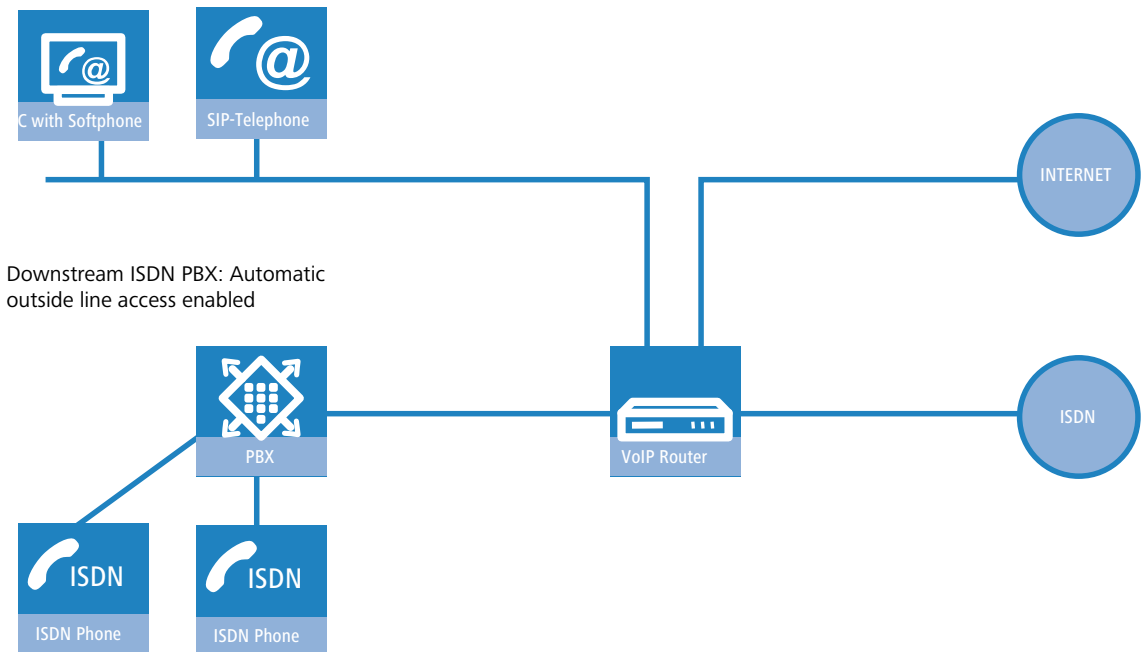 @
@
C with Softphone
SIP-Telephone
INTERNET
Downstream ISDN PBX: Automatic
outside line access enabled
PBX
VoIP Router
ISDN
ISDN
ISDN
ISDN Phone
ISDN Phone